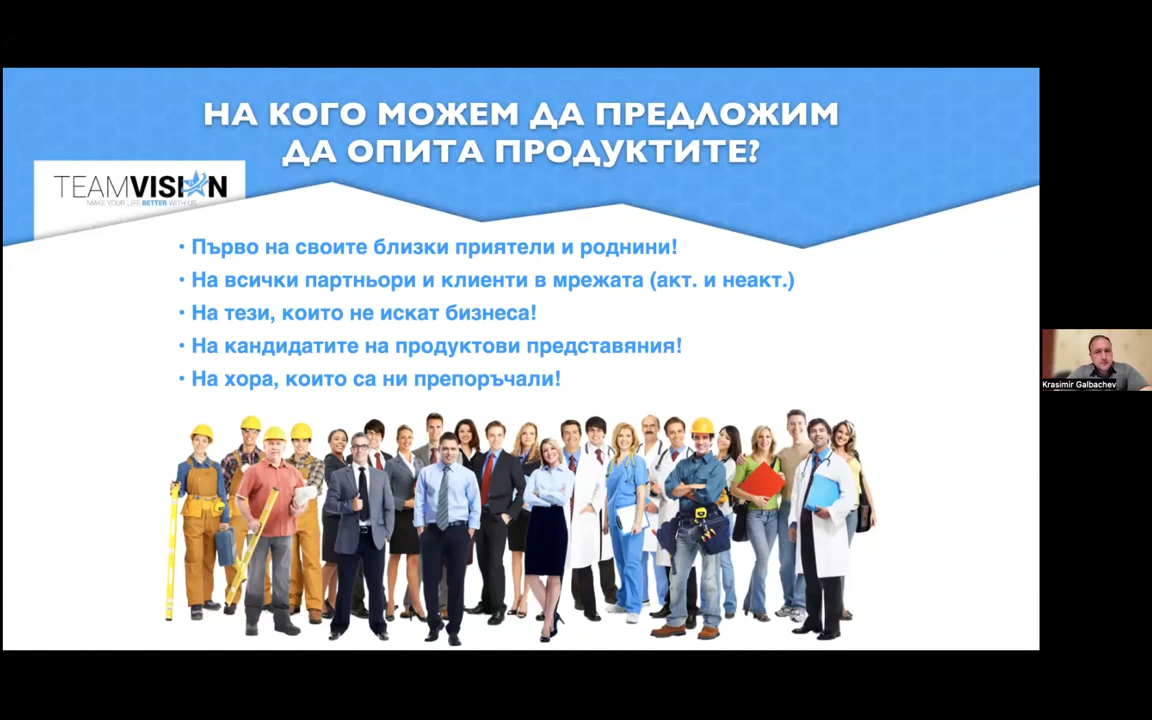 НА КОГО МОЖЕМ ДА ПРЕДЛОЖИМ
ДА ОПИТА ПРОДУКТИТЕ?
TEAMVISION
MAKE YOUR LIFE BETTER WITH US
• Първо на своите близки приятели и роднини!
• На всички партньори и клиенти в мрежата (акт. и неакт.)
• На тези, които не искат бизнеса!
• На кандидатите на продуктови представяния!
• На хора, които са ни препоръчали!
Krasimir Galbachev